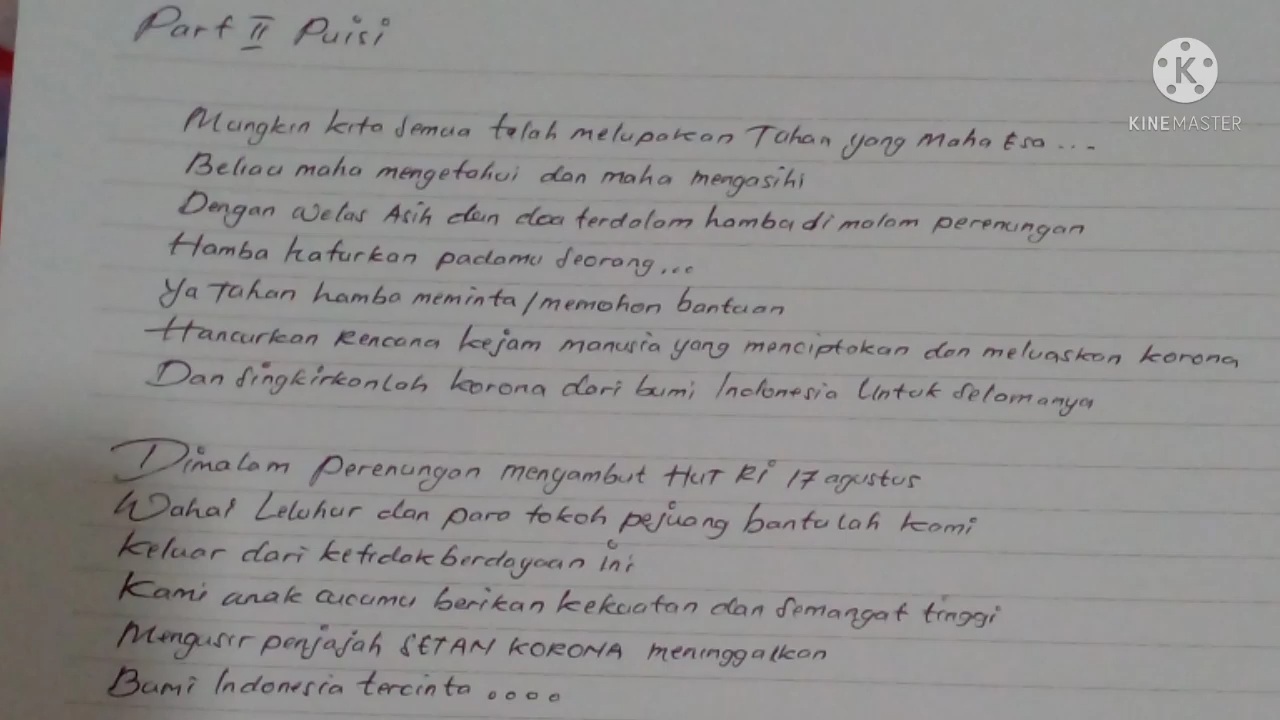 Part II Puisi
KINEMASTER
Mungkin kita semua telah melupakan Tuhan yang Maha Esa ...
Beliau maha mengetahui dan maha mengasihi
Dengan welas Asih dan doa terdalam hamba di malam perenungan
Hamba haturkan padamu seorang...
Ya Tuhan hamba meminta/memohon bantuan
Hancurkan Rencana kejam manusia yang menciptakan dan meluaskan korona
Dan singkirkanlah korona dari bumi Indonesia Untuk selamanya
Dimalam perenungan mengambut HUT RI 17 agustus
Wahai Leluhur dan para tokoh pejuang bantulah kami
Keluar dari ketidakberdayaan ini
Kami anak cucumu berikan kekuatan dan semangat tinggi
Mengusir penjajah SETAN KORONA meninggalkan
Bumi Indonesia tercinta ....